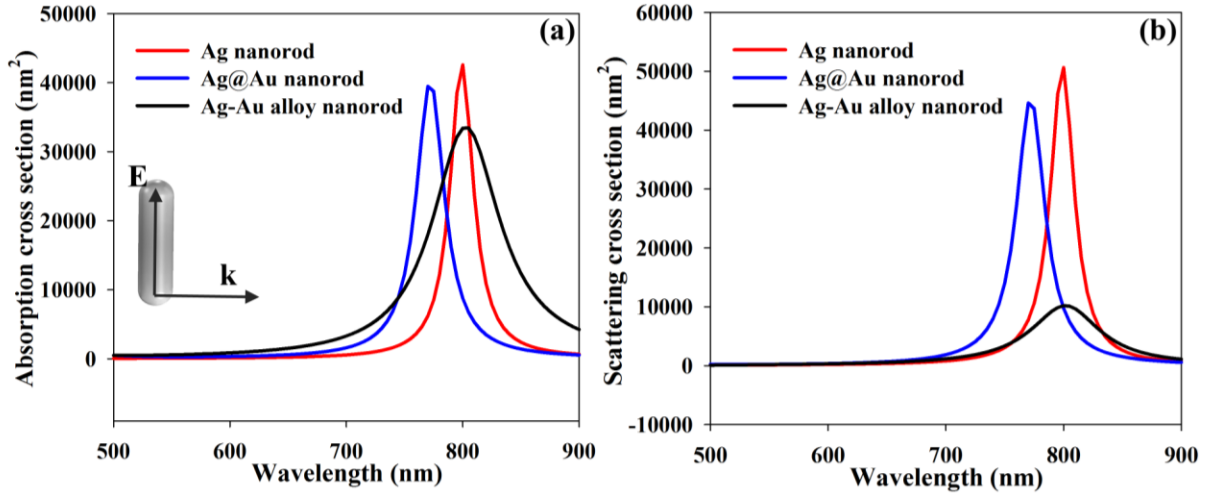 50000
40000
30000
20000
10000
0
Absorption cross section (nm²)
(a)
Ag nanorod
Ag@Au nanorod
Ag-Au alloy nanorod
E
k
500 600 700 800 900
Wavelength (nm)
60000
50000
40000
30000
20000
10000
0
-10000
Scattering cross section (nm²)
(b)
Ag nanorod
Ag@Au nanorod
Ag-Au alloy nanorod
500 600 700 800 900
Wavelength (nm)